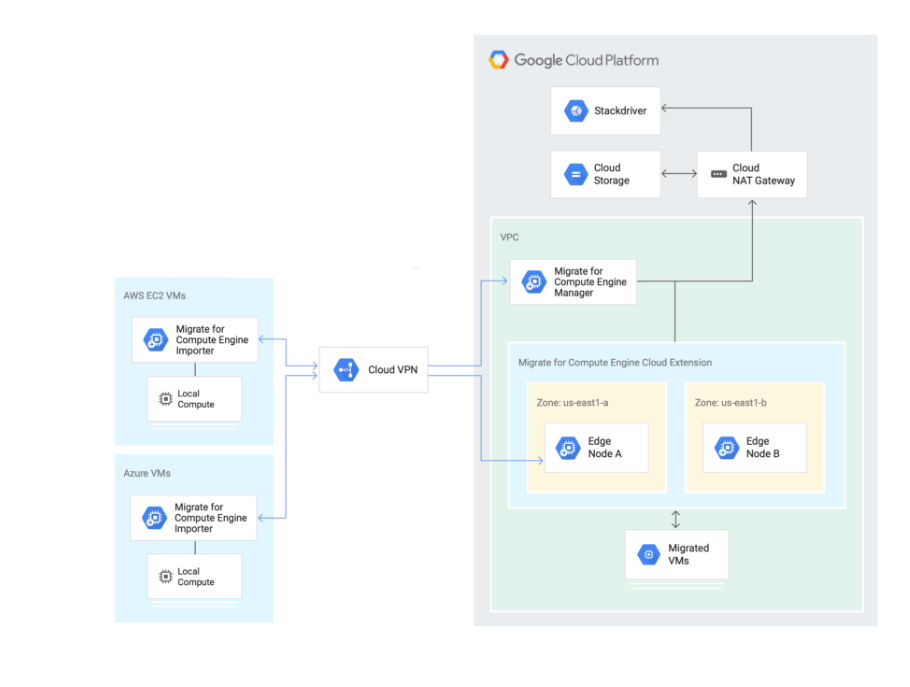 Google Cloud Platform
Stackdriver
Cloud
Storage
Cloud
NAT Gateway
VPC
Migrate for
Compute Engine
Manager
AWS EC2 VMs
Migrate for
Compute Engine
Importer
Local
Compute
Cloud VPN
Migrate for Compute Engine Cloud Extension
Zone: us-east1-a
Edge
Node A
Zone: us-east1-b
Edge
Node B
Azure VMs
Migrate for
Compute Engine
Importer
Local
Compute
Migrated
VMs